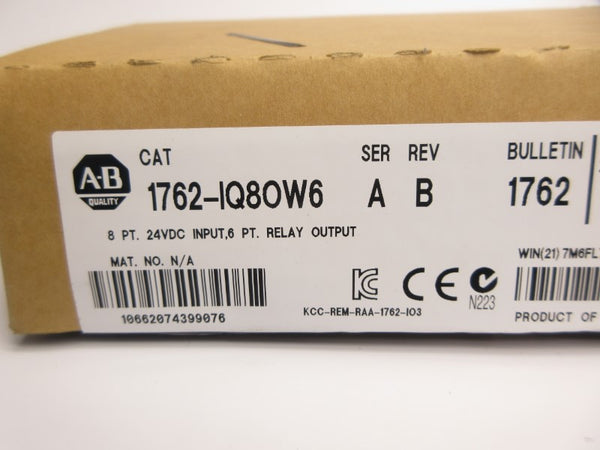 A-B
QUALITY
CAT
1762-IQ8OW6
SER
A
REV
B
BULLETIN
1762
8 PT. 24VDC INPUT,6 PT. RELAY OUTPUT
MAT. NO. N/A
10662074399076
KCC-REM-RAA-1762-IO3
CE
N223
WIN(21) 7M6FL
PRODUCT OF